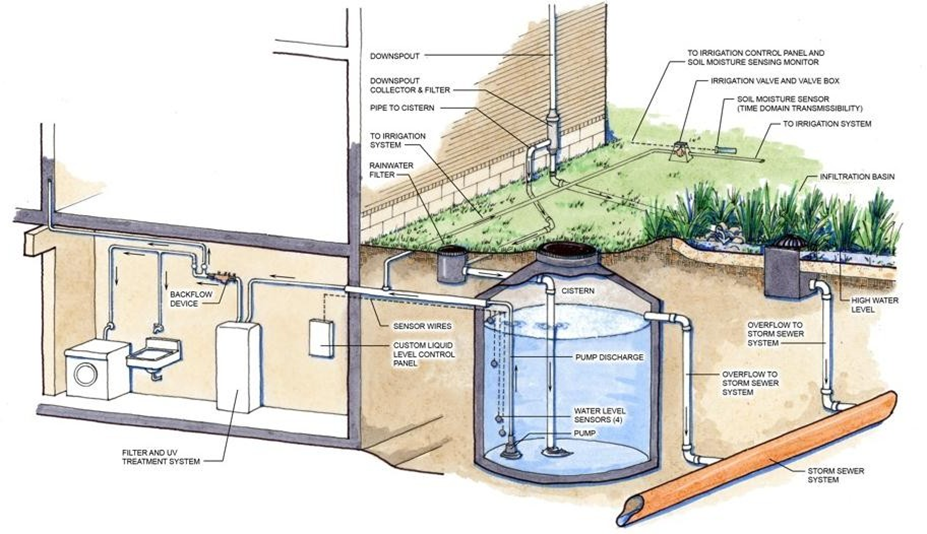 DOWNSPOUT
DOWNSPOUT
COLLECTOR & FILTER
PIPE TO CISTERN
TO IRRIGATION
SYSTEM
RAINWATER
FILTER
TO IRRIGATION CONTROL PANEL AND
SOIL MOISTURE SENSING MONITOR
IRRIGATION VALVE AND VALVE BOX
SOIL MOISTURE SENSOR
(TIME DOMAIN TRANSMISSIBILITY)
TO IRRIGATION SYSTEM
INFILTRATION BASIN
BACKFLOW
DEVICE
SENSOR WIRES
CUSTOM LIQUID
LEVEL CONTROL
PANEL
FILTER AND UV
TREATMENT SYSTEM
CISTERN
PUMP DISCHARGE
WATER LEVEL
SENSORS (4)
PUMP
HIGH WATER
LEVEL
OVERFLOW TO
STORM SEWER
SYSTEM
OVERFLOW TO
STORM SEWER
SYSTEM
STORM SEWER
SYSTEM